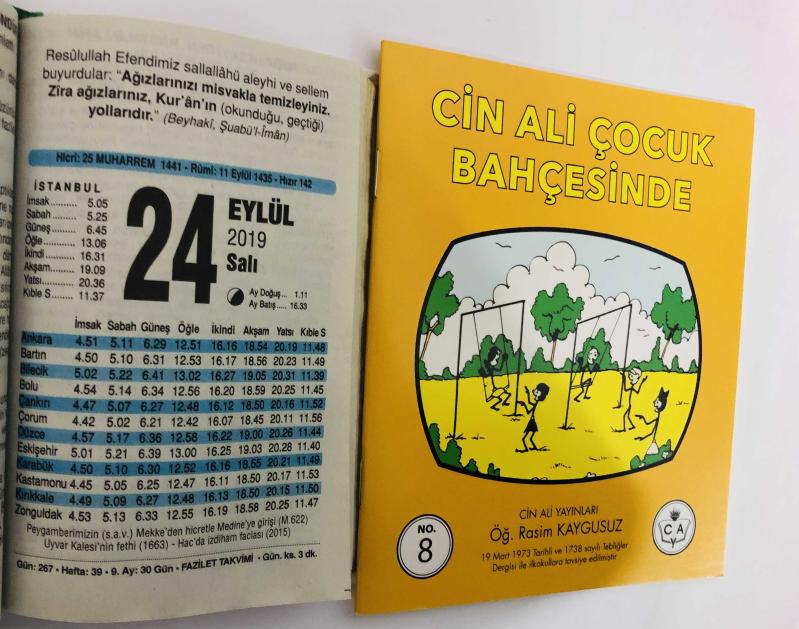 Resûlullah Efendimiz sallallâhü aleyhi ve sellem
buyurdular: “Ağızlarınızı misvakla temizleyiniz.
Zîra ağızlarınız, Kur'ân'ın (okunduğu, geçtiği)
yollarıdır.” (Beyhakî, Şuabü'l-Îmân)
Hicri: 25 MUHARREM 1441 - Rûmi: 11 Eylül 1435 - Hızır 142
İSTANBUL
İmsak......... 5.05
Sabah........ 5.25
Güneş........ 6.45
Öğle.......... 13.06
İkindi......... 16.31
Akşam....... 19.09
Yatsı.......... 20.36
Kıble S....... 11.37
24
EYLÜL
2019
Salı
Ay Doğuş... 1.11
Ay Batış..... 16.33
İmsak Sabah Güneş Öğle İkindi Akşam Yatsı Kıble S
Ankara 4.51 5.11 6.29 12.51 16.16 18.54 20.19 11.48
Bartın 4.50 5.10 6.31 12.53 16.17 18.56 20.23 11.49
Bilecik 5.02 5.22 6.41 13.02 16.27 19.05 20.31 11.39
Bolu 4.54 5.14 6.34 12.56 16.20 18.59 20.25 11.45
Çankırı 4.47 5.07 6.27 12.48 16.12 18.50 20.16 11.52
Çorum 4.42 5.02 6.21 12.42 16.07 18.45 20.11 11.56
Düzce 4.57 5.17 6.36 12.58 16.22 19.00 20.26 11.44
Eskişehir 5.01 5.21 6.39 13.00 16.25 19.03 20.28 11.40
Karabük 4.50 5.10 6.30 12.52 16.16 18.55 20.21 11.49
Kastamonu 4.45 5.05 6.25 12.47 16.11 18.50 20.17 11.53
Kırıkkale 4.49 5.09 6.27 12.48 16.13 18.50 20.15 11.50
Zonguldak 4.53 5.13 6.33 12.55 16.19 18.58 20.25 11.47
Peygamberimizin (s.a.v.) Mekke'den hicretle Medine'ye girişi (M.622)
Uyvar Kalesi'nin fethi (1663) - Hac'da izdiham faciası (2015)
Gün: 267 • Hafta: 39 • 9. Ay: 30 Gün • FAZİLET TAKVİMİ • Gün. ks. 3 dk.
CİN ALİ ÇOCUK
BAHÇESİNDE
CİN ALİ YAYINLARI
Öğ. Rasim KAYGUSUZ
19 Mart 1973 Tarihli ve 1738 sayılı Tebliğler
Dergisi ile ilkokullara tavsiye edilmiştir
NO.
8
C A
Y